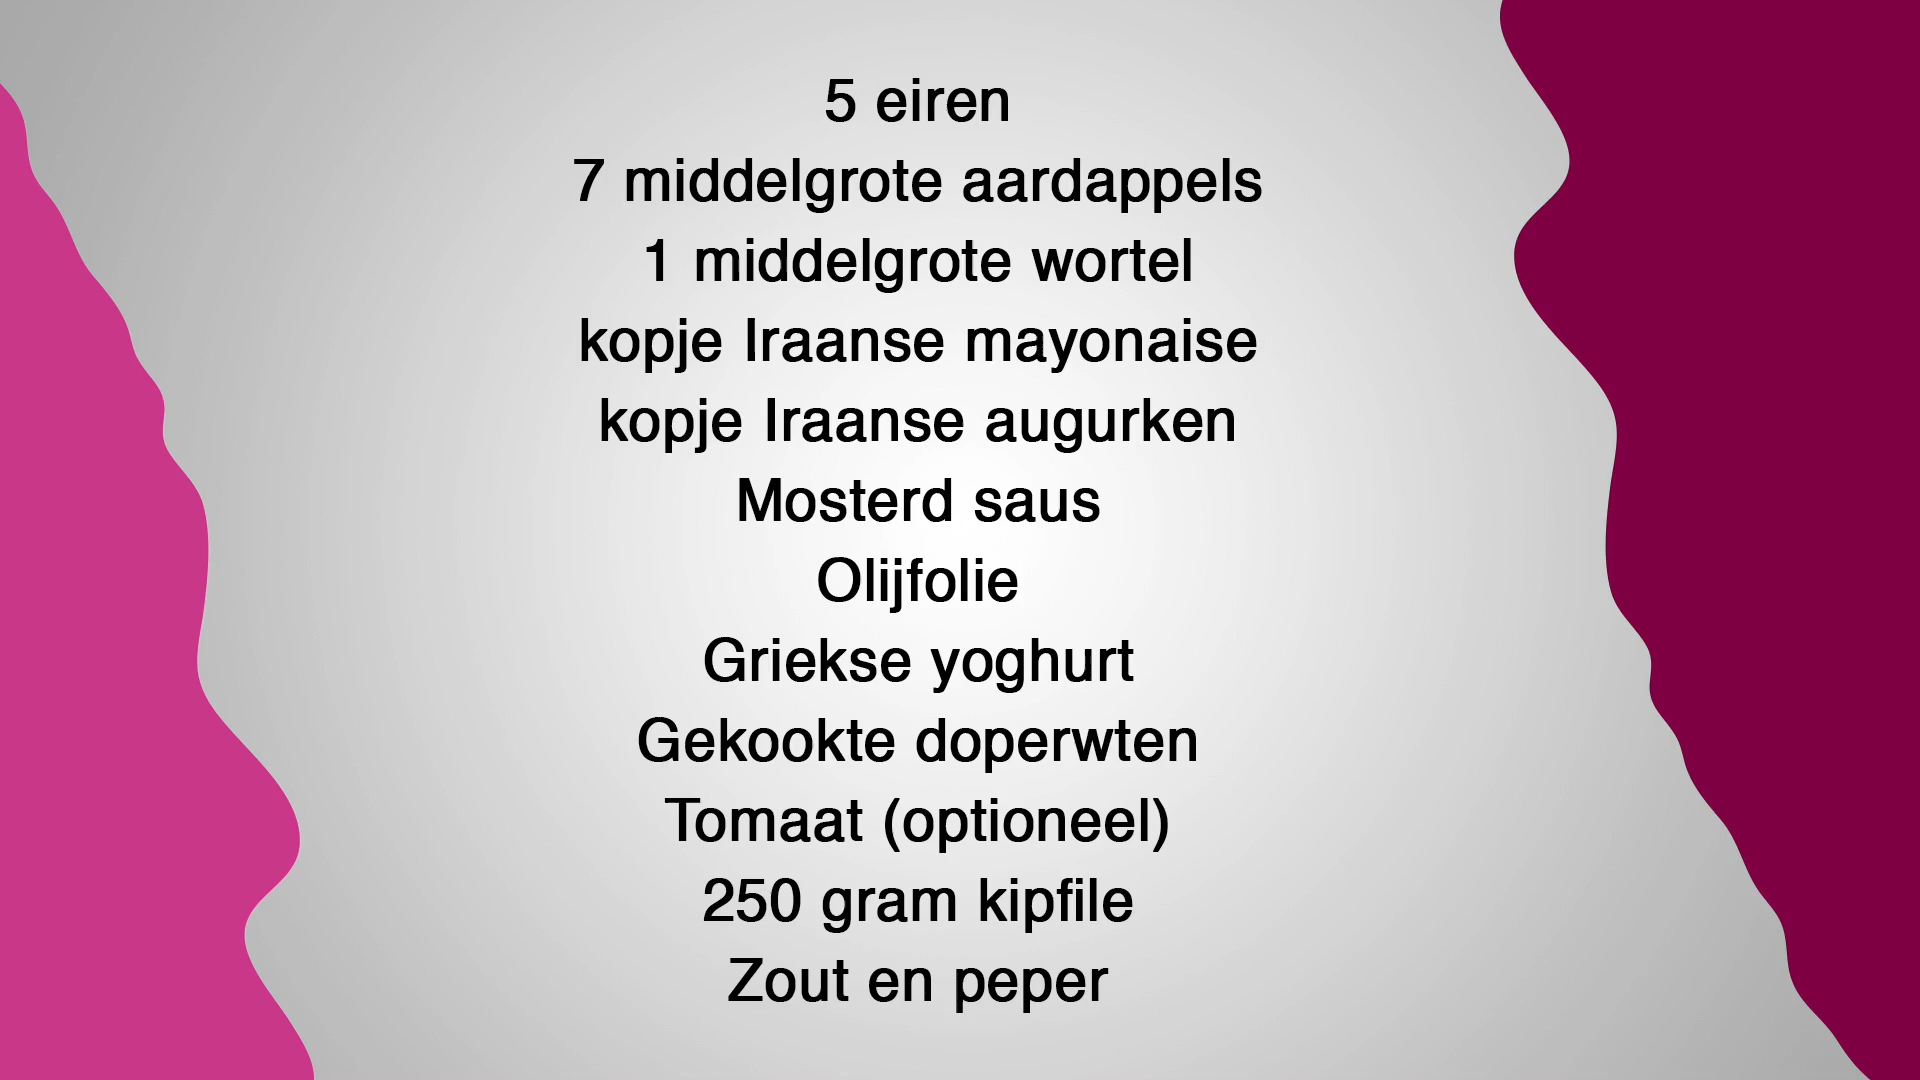 5 eiren
7 middelgrote aardappels
1 middelgrote wortel
kopje Iraanse mayonaise
kopje Iraanse augurken
Mosterd saus
Olijfolie
Griekse yoghurt
Gekookte doperwten
Tomaat (optioneel)
250 gram kipfile
Zout en peper